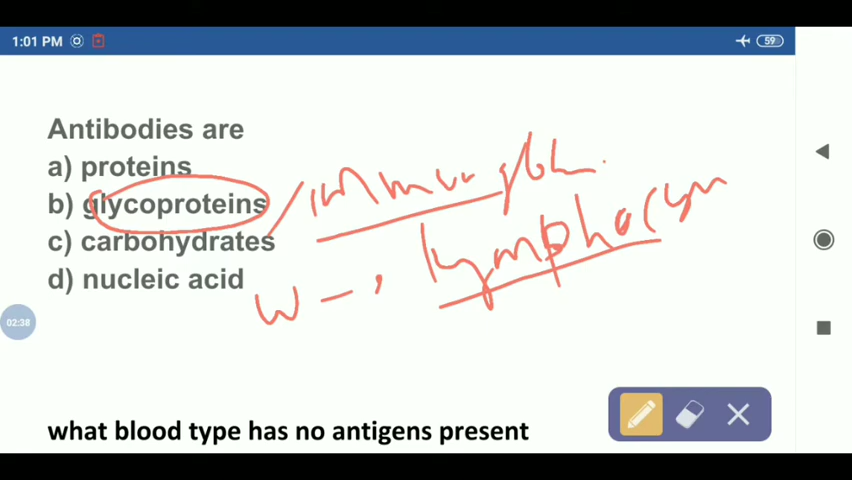 1:01 PM 59
Antibodies are
a) proteins
b) glycoproteins
c) carbohydrates
d) nucleic acid
w
02:38
what blood type has no antigens present